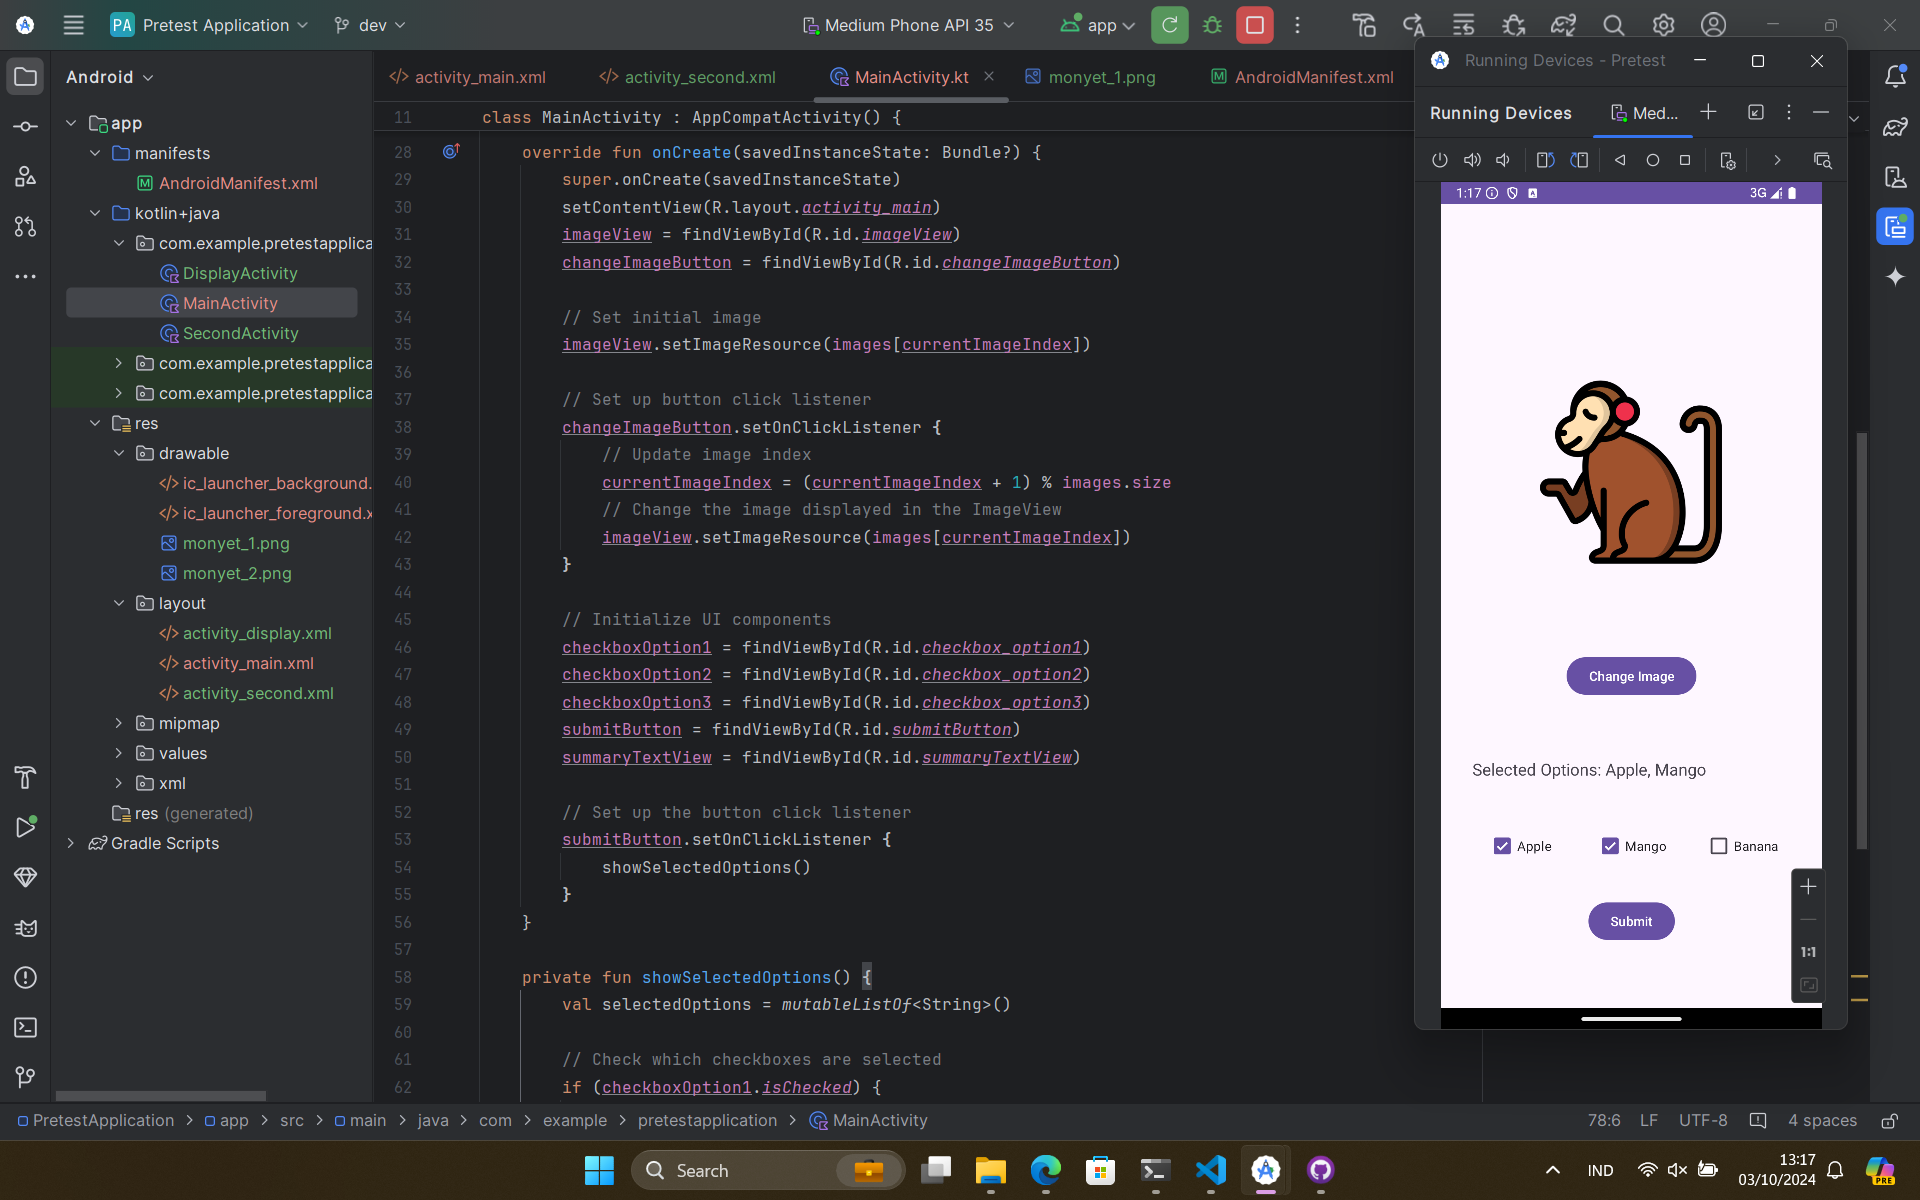 PA Pretest Application dev Medium Phone API 35 app
Android
activity_main.xml activity_second.xml MainActivity.kt monyet_1.png AndroidManifest.xml
app
manifests
AndroidManifest.xml
kotlin+java
com.example.pretestapplica
DisplayActivity
MainActivity
SecondActivity
com.example.pretestapplica
com.example.pretestapplica
res
drawable
ic_launcher_background.
ic_launcher_foreground.x
monyet_1.png
monyet_2.png
layout
activity_display.xml
activity_main.xml
activity_second.xml
mipmap
values
xml
res (generated)
Gradle Scripts
11 class MainActivity : AppCompatActivity() {
28 override fun onCreate(savedInstanceState: Bundle?) {
29 super.onCreate(savedInstanceState)
30 setContentView(R.layout.activity_main)
31 imageView = findViewById(R.id.imageView)
32 changeImageButton = findViewById(R.id.changeImageButton)
33
34 // Set initial image
35 imageView.setImageResource(images[currentImageIndex])
36
37 // Set up button click listener
38 changeImageButton.setOnClickListener {
39 // Update image index
40 currentImageIndex = (currentImageIndex + 1) % images.size
41 // Change the image displayed in the ImageView
42 imageView.setImageResource(images[currentImageIndex])
43 }
44
45 // Initialize UI components
46 checkboxOption1 = findViewById(R.id.checkbox_option1)
47 checkboxOption2 = findViewById(R.id.checkbox_option2)
48 checkboxOption3 = findViewById(R.id.checkbox_option3)
49 submitButton = findViewById(R.id.submitButton)
50 summaryTextView = findViewById(R.id.summaryTextView)
51
52 // Set up the button click listener
53 submitButton.setOnClickListener {
54 showSelectedOptions()
55 }
56 }
57
58 private fun showSelectedOptions() {
59 val selectedOptions = mutableListOf<String>()
60
61 // Check which checkboxes are selected
62 if (checkboxOption1.isChecked) {
Running Devices - Pretest
Running Devices Med...
1:17 3G
Change Image
Selected Options: Apple, Mango
Apple Mango Banana
Submit
1:1
PretestApplication > app > src > main > java > com > example > pretestapplication > MainActivity 78:6 LF UTF-8 4 spaces
Search IND 13:17
03/10/2024
PRE